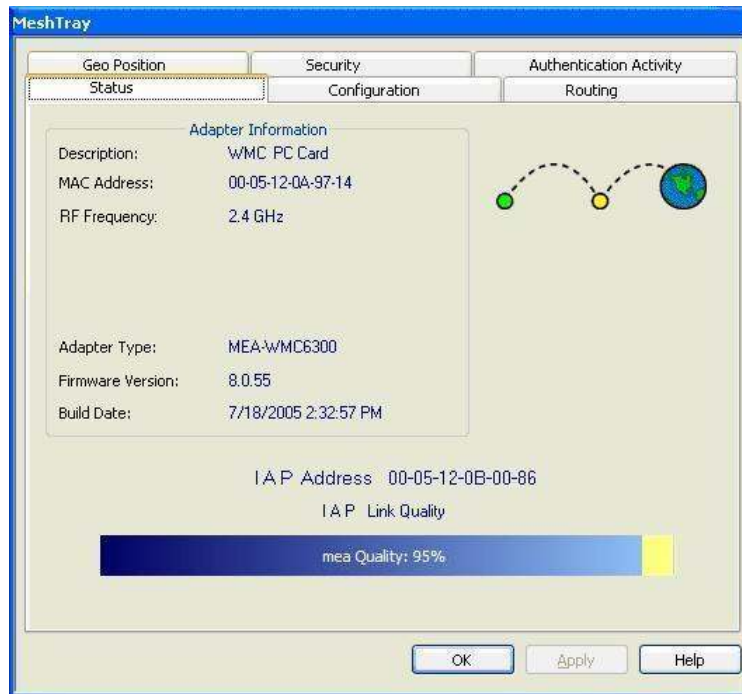 MeshTray
Geo Position Security Authentication Activity
Status Configuration Routing
Adapter Information
Description: WMC PC Card
MAC Address: 00-05-12-0A-97-14
RF Frequency: 2.4 GHz
Adapter Type: MEA-WMC6300
Firmware Version: 8.0.55
Build Date: 7/18/2005 2:32:57 PM
IAP Address 00-05-12-0B-00-86
IAP Link Quality
mea Quality: 95%
OK Apply Help